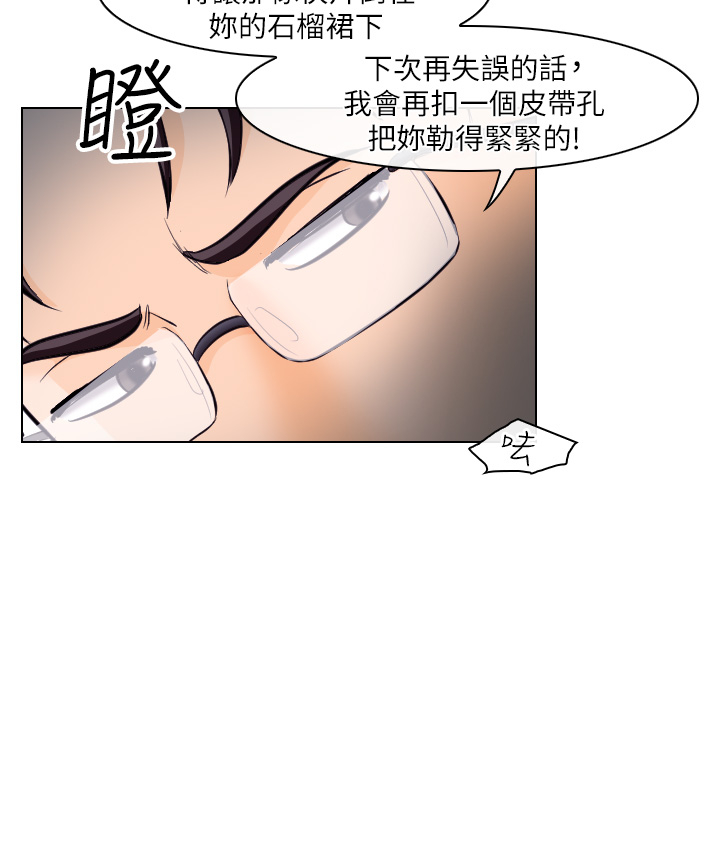 妳的石榴裙下
下次再失誤的話，
我會再扣一個皮帶孔
把妳勒得緊緊的!
瞪
呿